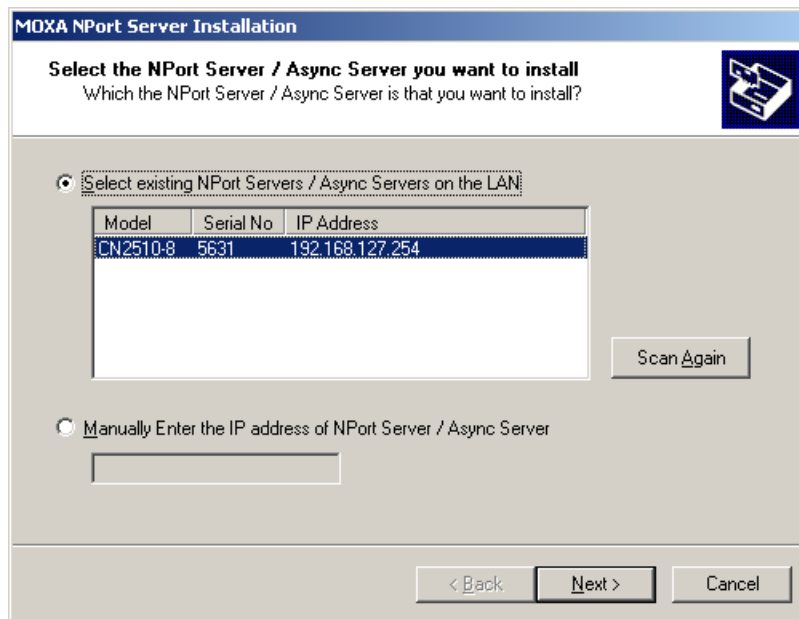 MOXA NPort Server Installation
Select the NPort Server / Async Server you want to install
Which the NPort Server / Async Server is that you want to install?
Select existing NPort Servers / Async Servers on the LAN
Model Serial No IP Address
CN2510-8 5631 192.168.127.254
Scan Again
Manually Enter the IP address of NPort Server / Async Server
< Back Next > Cancel